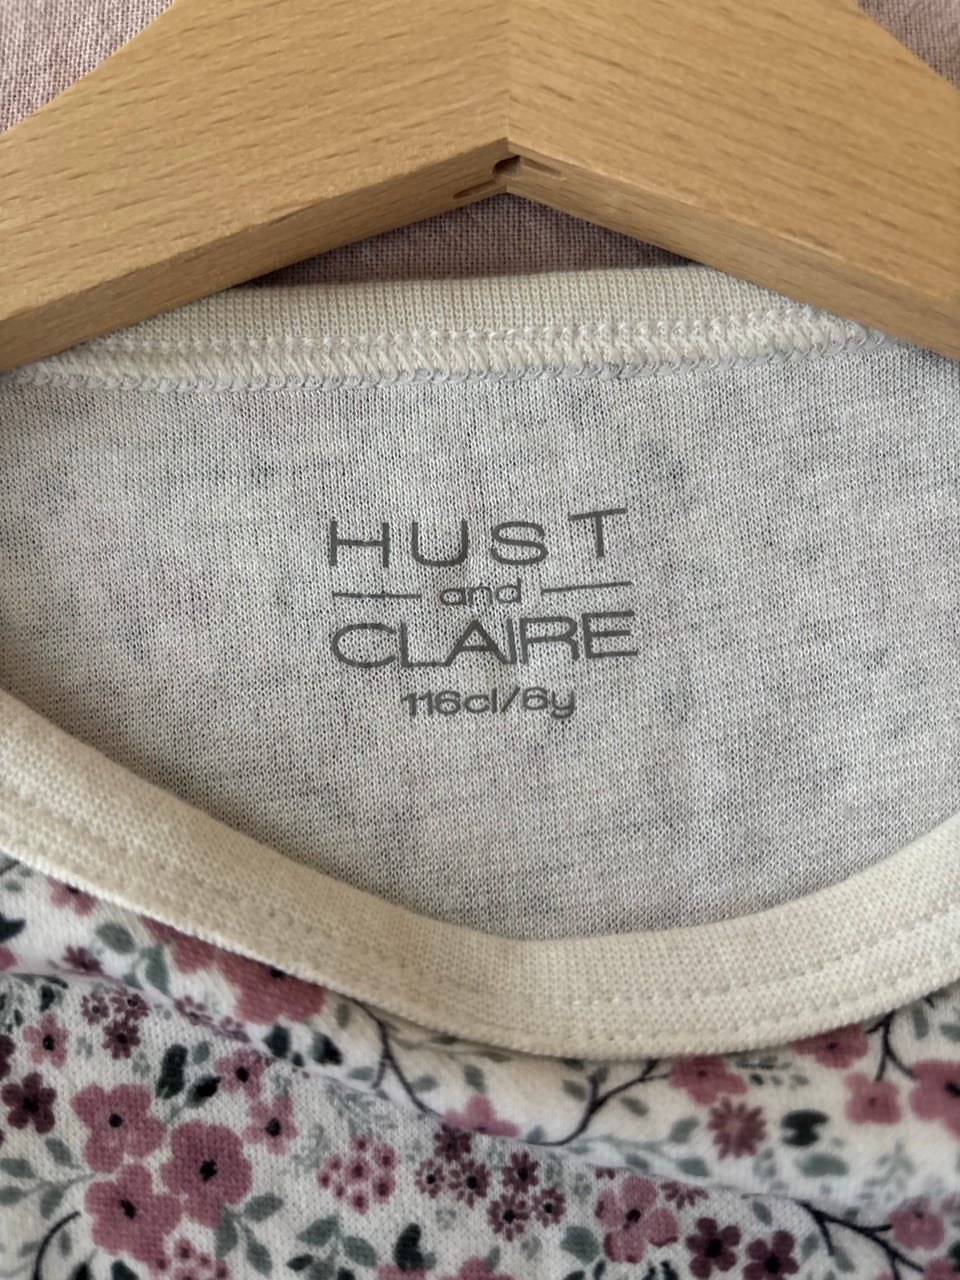 HUST
and
CLAIRE
116cl/6y